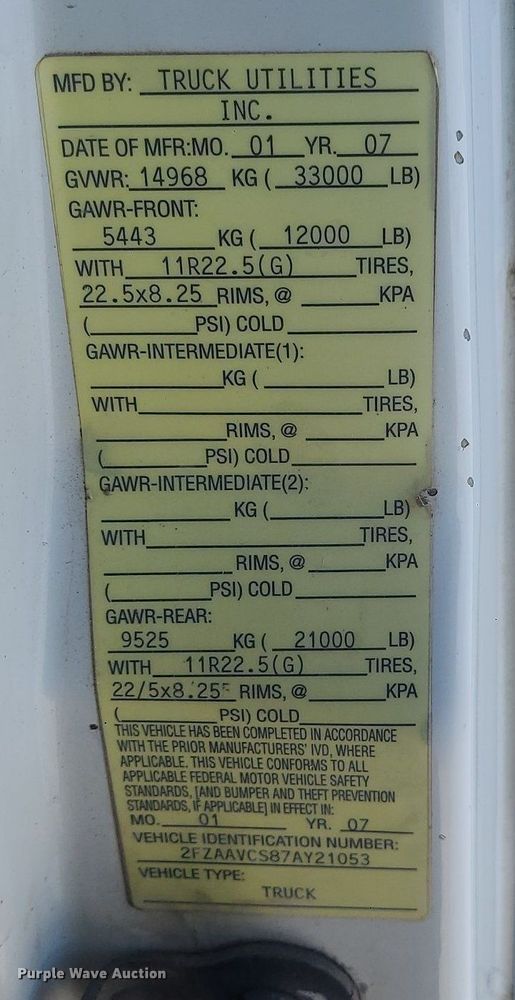 MFD BY: TRUCK UTILITIES
INC.
DATE OF MFR:MO. 01 YR. 07
GVWR: 14968 KG ( 33000 LB)
GAWR-FRONT:
5443 KG ( 12000 LB)
WITH 11R22.5(G) TIRES,
22.5x8.25 RIMS, @ KPA
( PSI) COLD
GAWR-INTERMEDIATE(1):
KG ( LB)
WITH TIRES,
RIMS, @ KPA
( PSI) COLD
GAWR-INTERMEDIATE(2):
KG ( LB)
WITH TIRES,
RIMS, @ KPA
( PSI) COLD
GAWR-REAR:
9525 KG ( 21000 LB)
WITH 11R22.5(G) TIRES,
22/5x8.25 RIMS, @ KPA
( PSI) COLD
THIS VEHICLE HAS BEEN COMPLETED IN ACCORDANCE
WITH THE PRIOR MANUFACTURERS' IVD, WHERE
APPLICABLE. THIS VEHICLE CONFORMS TO ALL
APPLICABLE FEDERAL MOTOR VEHICLE SAFETY
STANDARDS, [AND BUMPER AND THEFT PREVENTION
STANDARDS, IF APPLICABLE] IN EFFECT IN:
MO. 01 YR. 07
VEHICLE IDENTIFICATION NUMBER:
2FZAAVCS87AY21053
VEHICLE TYPE:
TRUCK
Purple Wave Auction